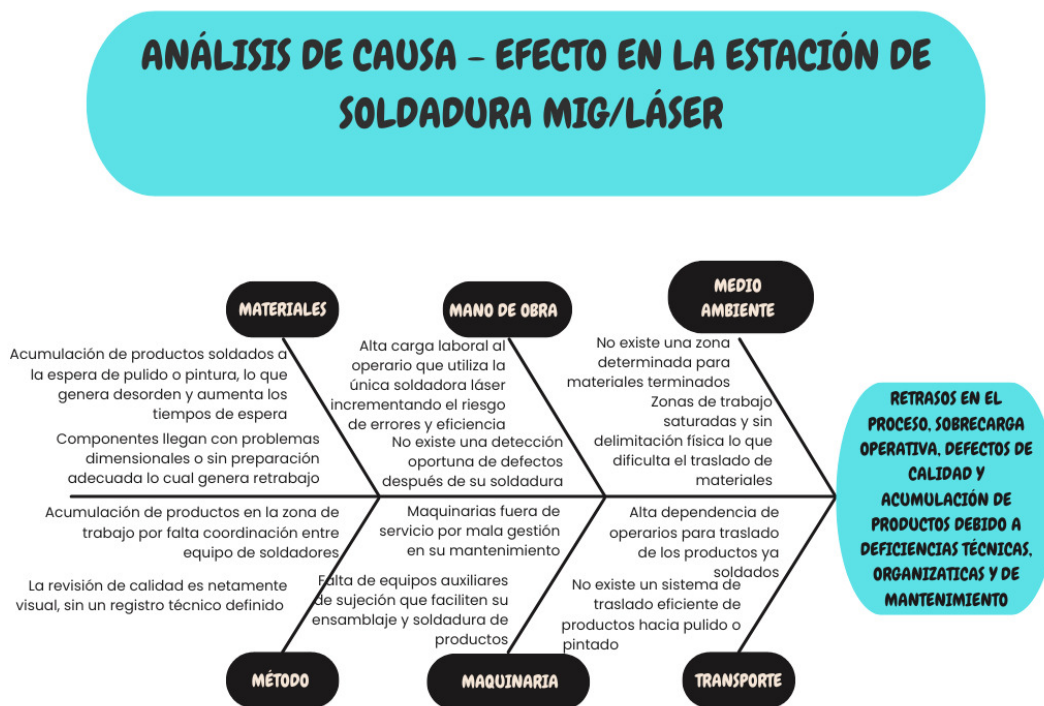 ANÁLISIS DE CAUSA - EFECTO EN LA ESTACIÓN DE
SOLDADURA MIG/LÁSER
MATERIALES
Acumulación de productos soldados a
la espera de pulido o pintura, lo que
genera desorden y aumenta los
tiempos de espera
Componentes llegan con problemas
dimensionales o sin preparación
adecuada lo cual genera retrabajo
MANO DE OBRA
Alta carga laboral al
operario que utiliza la
única soldadora láser
incrementando el riesgo
de errores y eficiencia
No existe una detección
oportuna de defectos
después de su soldadura
MEDIO
AMBIENTE
No existe una zona
determinada para
materiales terminados
Zonas de trabajo
saturadas y sin
delimitación física lo que
dificulta el traslado de
materiales
Acumulación de productos en la zona de
trabajo por falta coordinación entre
equipo de soldadores
La revisión de calidad es netamente
visual, sin un registro técnico definido
MÉTODO
Maquinarias fuera de
servicio por mala gestión
en su mantenimiento
Falta de equipos auxiliares
de sujeción que faciliten su
ensamblaje y soldadura de
productos
MAQUINARIA
Alta dependencia de
operarios para traslado
de los productos ya
soldados
No existe un sistema de
traslado eficiente de
productos hacia pulido o
pintado
TRANSPORTE
RETRASOS EN EL
PROCESO, SOBRECARGA
OPERATIVA, DEFECTOS DE
CALIDAD Y
ACUMULACIÓN DE
PRODUCTOS DEBIDO A
DEFICIENCIAS TÉCNICAS,
ORGANIZATICAS Y DE
MANTENIMIENTO